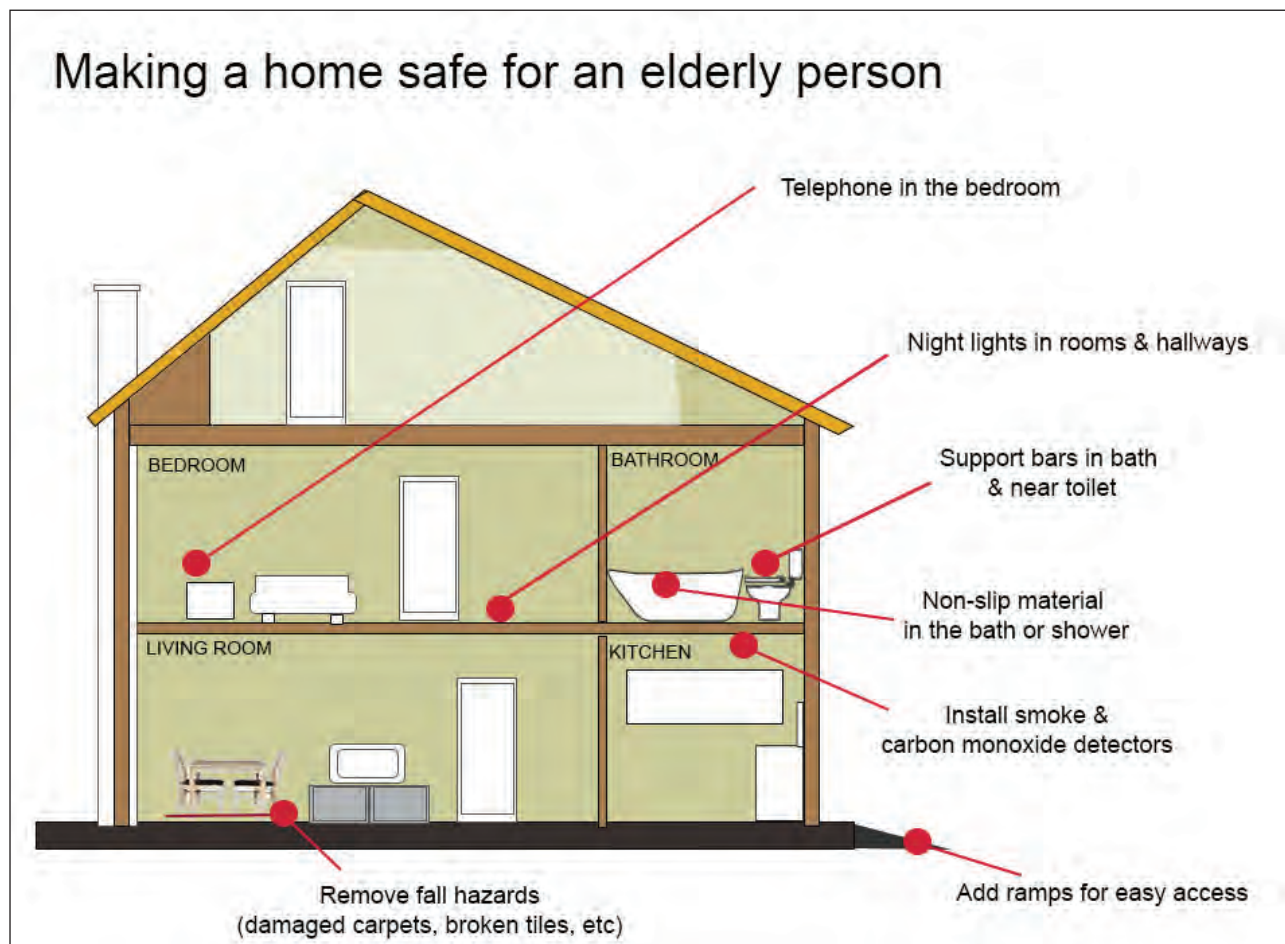 Making a home safe for an elderly person
Telephone in the bedroom
Night lights in rooms & hallways
BEDROOM
BATHROOM
Support bars in bath
& near toilet
Non-slip material
in the bath or shower
LIVING ROOM
KITCHEN
Install smoke &
carbon monoxide detectors
Remove fall hazards
(damaged carpets, broken tiles, etc)
Add ramps for easy access